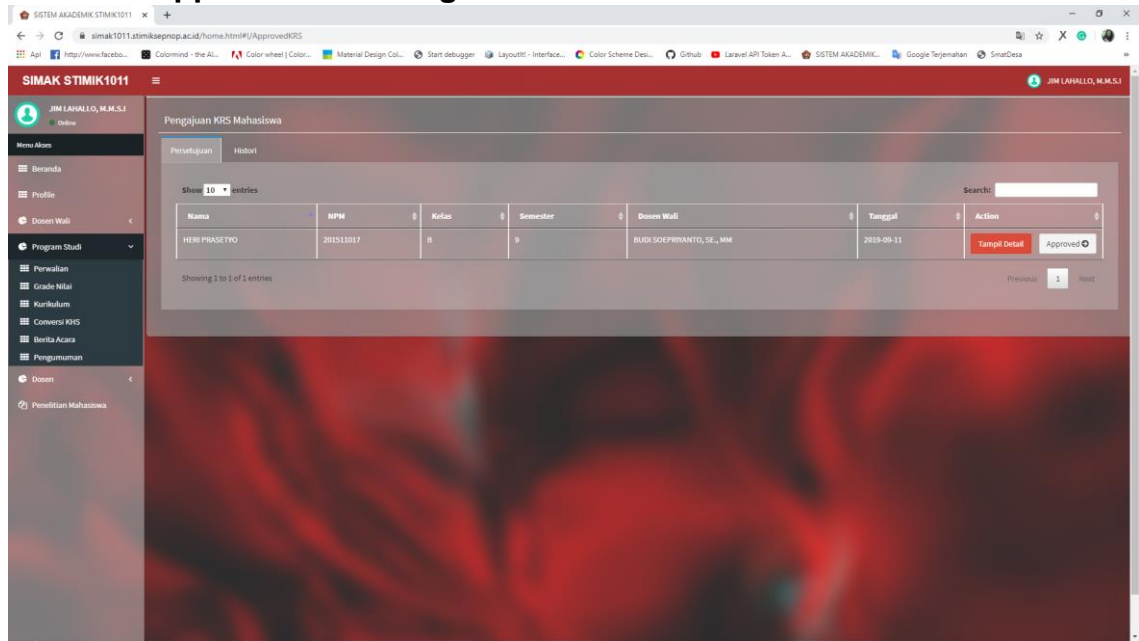 SISTEM AKADEMIK STIMIK1011
simak1011.stimiksepnop.ac.id/home.html#!/ApprovedKRS
Apl http://www.facebo... Colormind - the AI... Color wheel | Color... Material Design Col... Start debugger Layoutit! - Interface... Color Scheme Desi... Github Laravel API Token A... SISTEM AKADEMIK... Google Terjemahan SmatDesa
SIMAK STIMIK1011
JIM LAHALLO, M.M.S.I
JIM LAHALLO, M.M.S.I
Online
Menu Akses
Beranda
Profile
Dosen Wali
Program Studi
Perwalian
Grade Nilai
Kurikulum
Conversi KHS
Berita Acara
Pengumuman
Dosen
Penelitian Mahasiswa
Pengajuan KRS Mahasiswa
Persetujuan Histori
Show 10 entries
Search:
Nama NPM Kelas Semester Dosen Wali Tanggal Action
HERI PRASETYO 201511017 B 9 BUDI SOEPRIYANTO, SE., MM 2019-09-11 Tampil Detail Approved
Showing 1 to 1 of 1 entries
Previous 1 Next